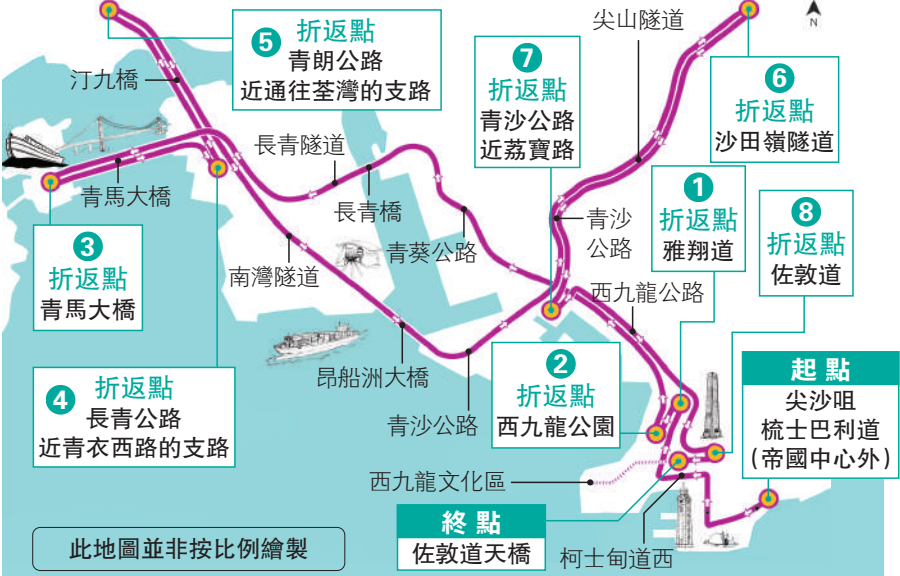 5 折返點
青朗公路
近通往荃灣的支路
汀九橋
青馬大橋
3
折返點
青馬大橋
4 折返點
長青公路
近青衣西路的支路
長青隧道
長青橋
青葵公路
南灣隧道
昂船洲大橋
青沙公路
7
折返點
青沙公路
近荔寶路
尖山隧道
N
6
折返點
沙田嶺隧道
1
折返點
雅翔道
8
折返點
佐敦道
青沙
公路
西九龍公路
2
折返點
西九龍公園
起點
尖沙咀
梳士巴利道
(帝國中心外)
西九龍文化區
終點
佐敦道天橋
柯士甸道西
此地圖並非按比例繪製